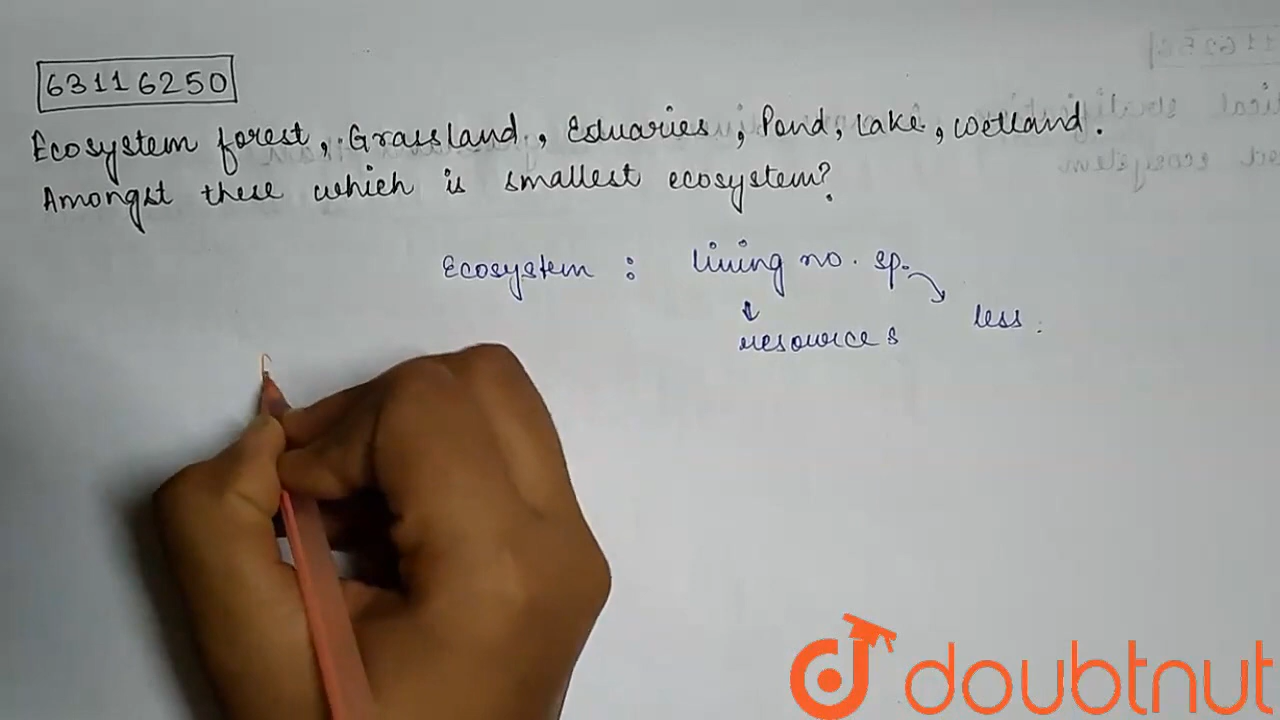 63116250
Ecosystem forest, Grassland, Estuaries, Pond, Lake, Wetland.
Amongst these which is smallest ecosystem?
Ecosystem : living no. sp.
resources less.
doubtnut